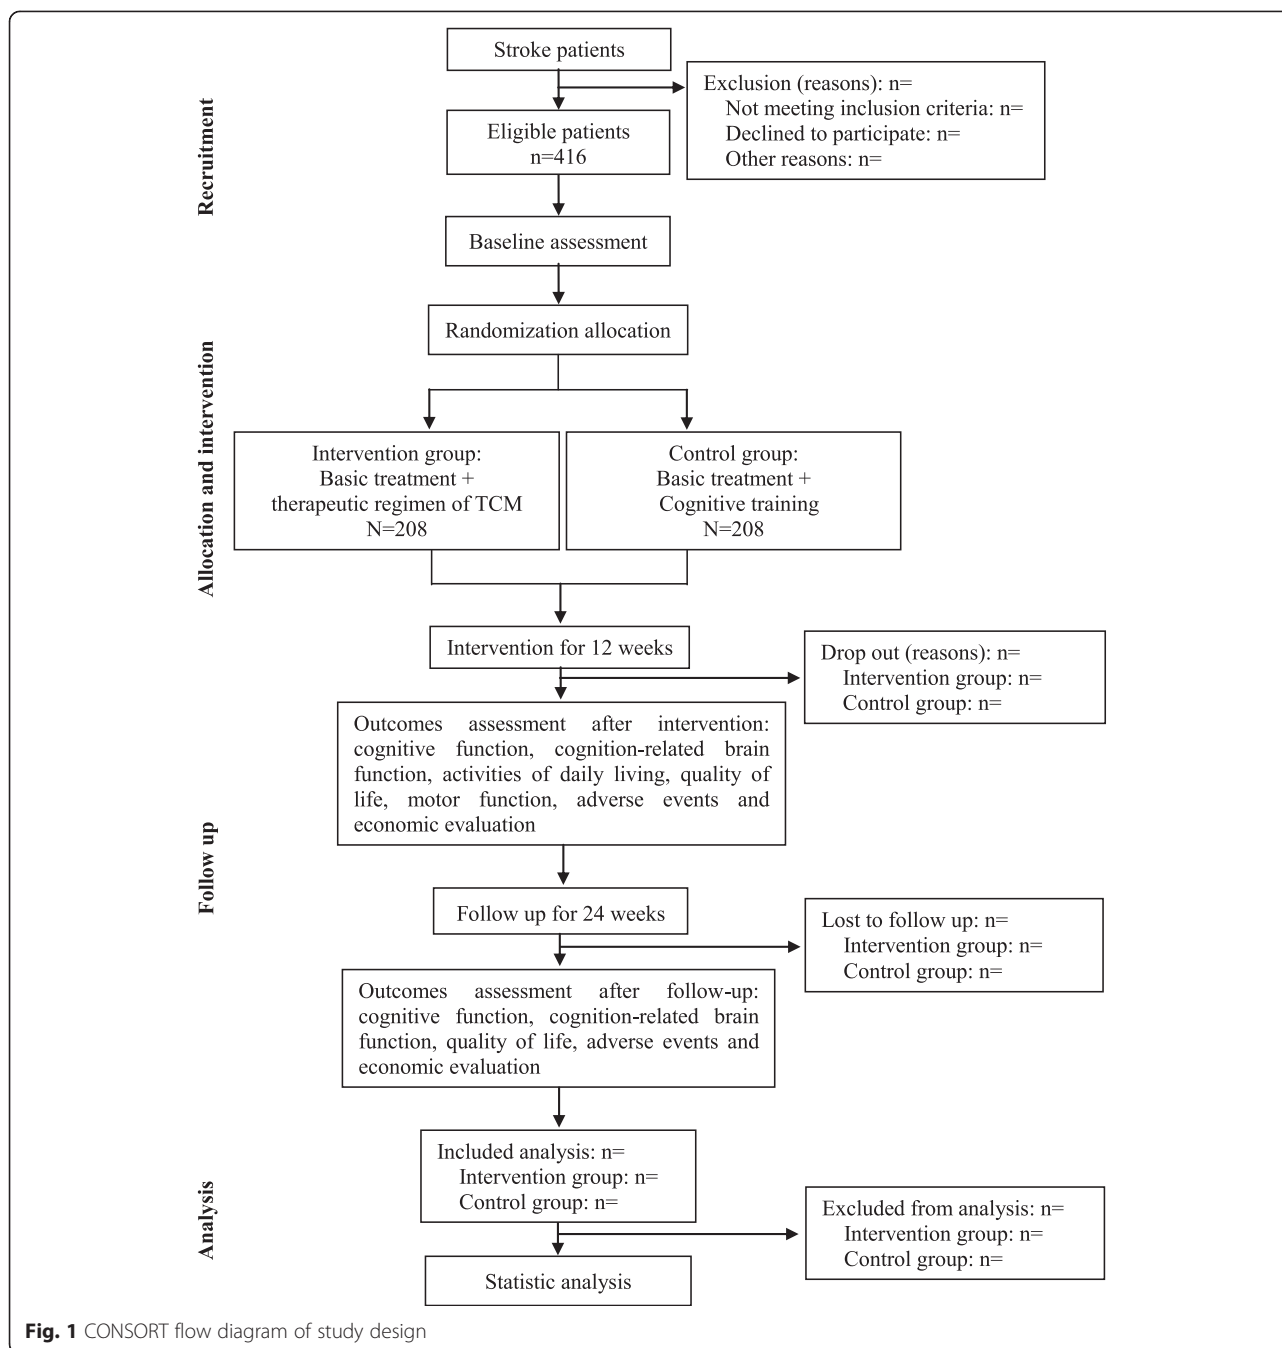 Stroke patients
Exclusion (reasons): n=
Not meeting inclusion criteria: n=
Declined to participate: n=
Other reasons: n=
Eligible patients
n=416
Recruitment
Baseline assessment
Randomization allocation
Allocation and intervention
Intervention group:
Basic treatment +
therapeutic regimen of TCM
N=208
Control group:
Basic treatment +
Cognitive training
N=208
Intervention for 12 weeks
Drop out (reasons): n=
Intervention group: n=
Control group: n=
Outcomes assessment after intervention:
cognitive function, cognition-related brain
function, activities of daily living, quality of
life, motor function, adverse events and
economic evaluation
Follow up
Follow up for 24 weeks
Lost to follow up: n=
Intervention group: n=
Control group: n=
Outcomes assessment after follow-up:
cognitive function, cognition-related brain
function, quality of life, adverse events and
economic evaluation
Included analysis: n=
Intervention group: n=
Control group: n=
Analysis
Excluded from analysis: n=
Intervention group: n=
Control group: n=
Statistic analysis
Fig. 1 CONSORT flow diagram of study design